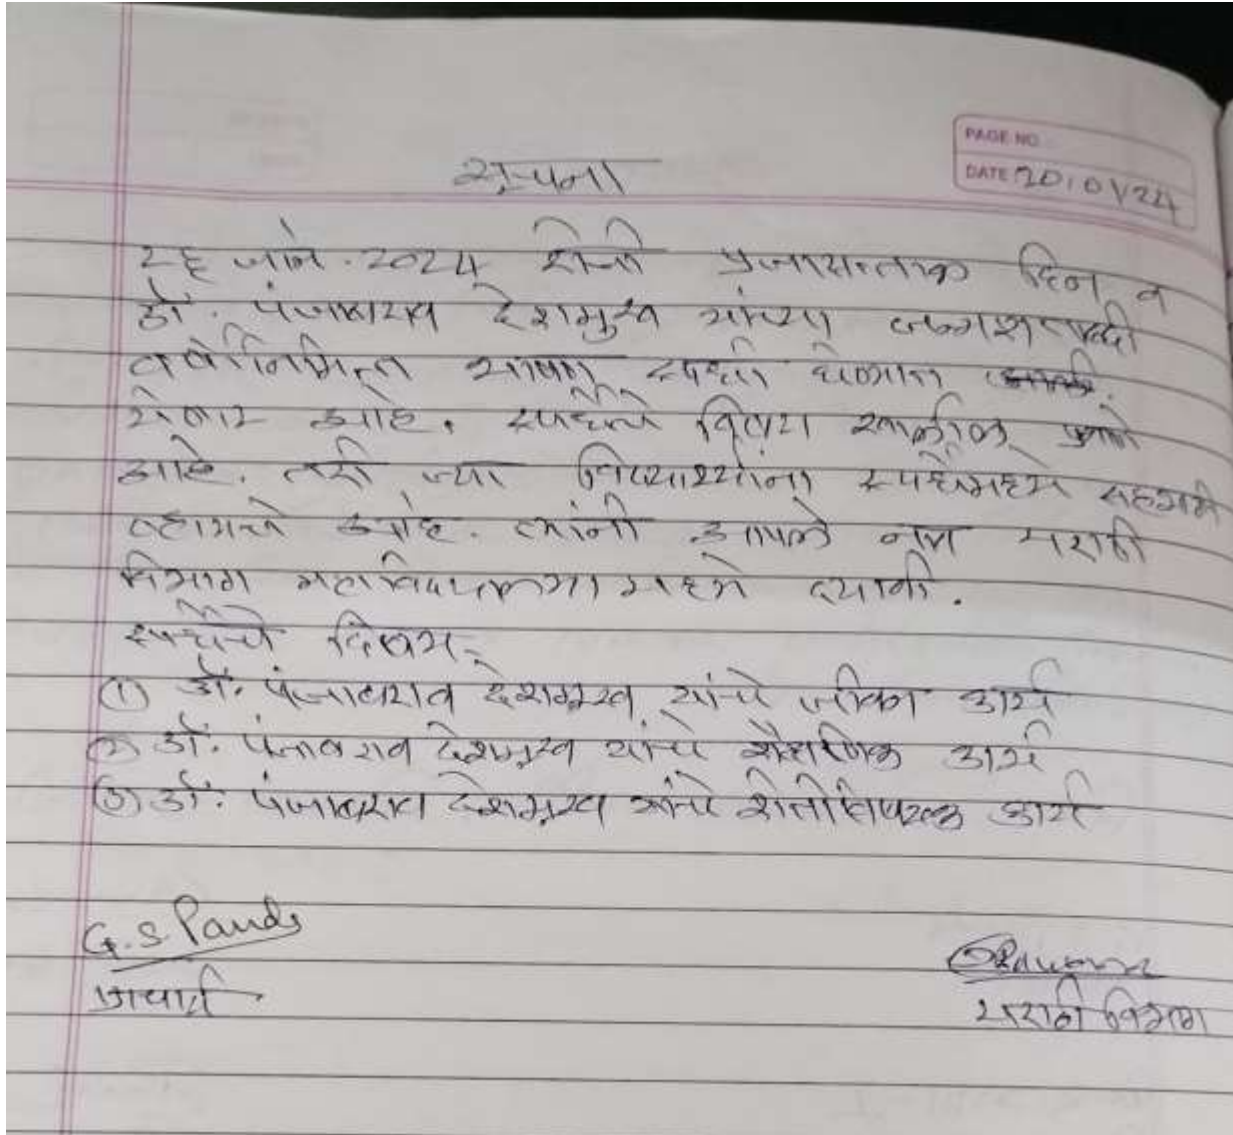 सूचना
PAGE NO.
DATE 20/01/24
२६ जाने. 2024 रोजी प्रजासत्ताक दिन व
डॉ. पंजाबराव देशमुख यांच्या जन्मशताब्दी
वर्षानिमित्त भाषण स्पर्धा घेण्यात
येणार आहे. स्पर्धेचे विषय खालील प्रमाणे
आहे. तरी ज्या विद्यार्थ्यांना स्पर्धेमध्ये सहभागी
व्हायचे आहे. त्यांनी आपले नाव मराठी
विभाग महाविद्यालयामध्ये द्यावी.
स्पर्धेचे विषय:-
① डॉ. पंजाबराव देशमुख यांचे जीवन कार्य
② डॉ. पंजाबराव देशमुख यांचे शैक्षणिक कार्य
③ डॉ. पंजाबराव देशमुख यांचे शेतीविषयक कार्य
G. S. Pande
प्राचार्य
मराठी विभाग